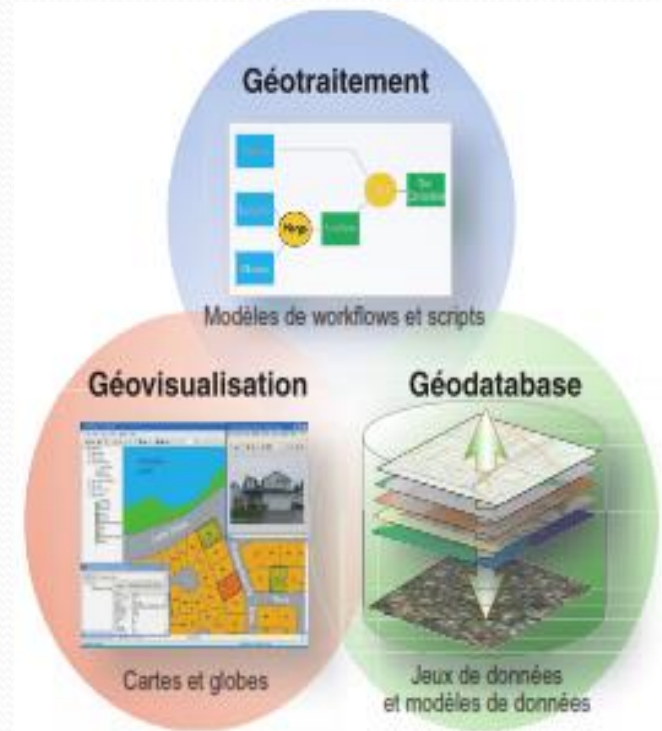 Géotraitement
Modèles de workflows et scripts
Géovisualisation
Cartes et globes
Géodatabase
Jeux de données
et modèles de données